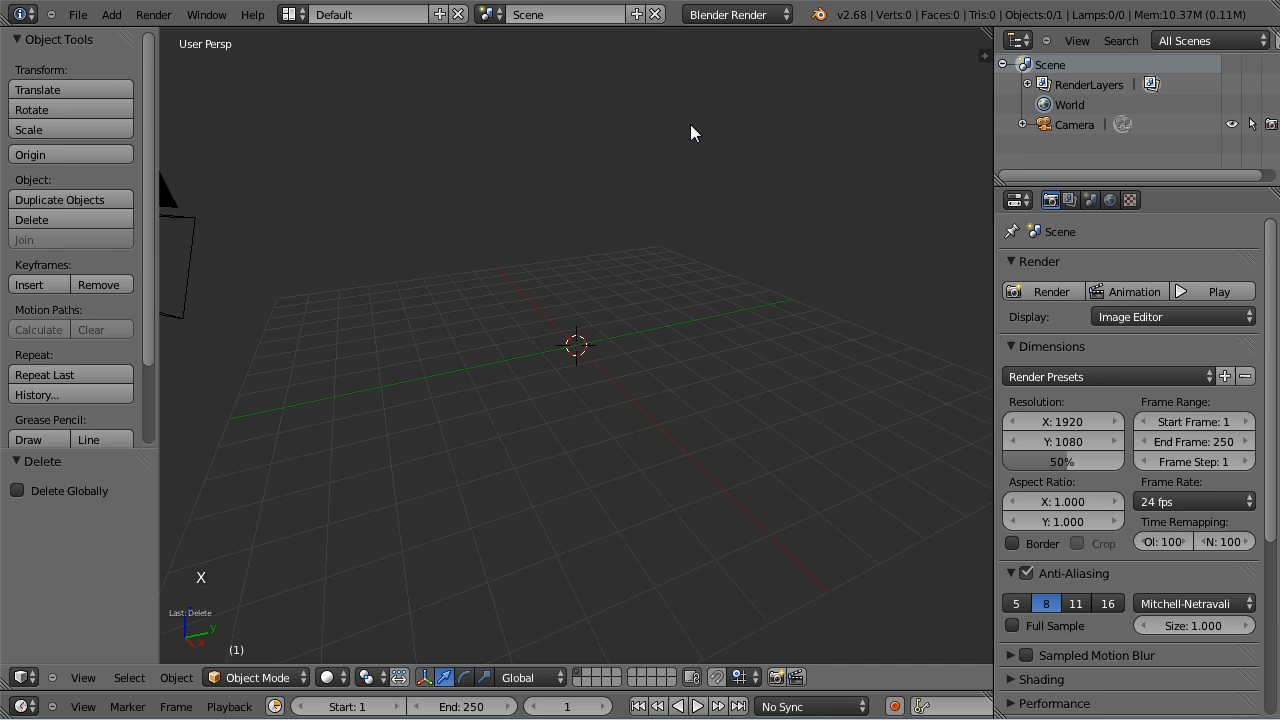 File Add Render Window Help Default Scene Blender Render v2.68 | Verts:0 | Faces:0 | Tris:0 | Objects:0/1 | Lamps:0/0 | Mem:10.37M (0.11M)
Object Tools
Transform:
Translate
Rotate
Scale
Origin
Object:
Duplicate Objects
Delete
Join
Keyframes:
Insert Remove
Motion Paths:
Calculate Clear
Repeat:
Repeat Last
History...
Grease Pencil:
Draw Line
Delete
Delete Globally
User Persp
X
Last: Delete
y
x
(1)
View Select Object Object Mode Global
View Marker Frame Playback Start: 1 End: 250 1 No Sync
View Search All Scenes
Scene
RenderLayers |
World
Camera |
Scene
Render
Render Animation Play
Display: Image Editor
Dimensions
Render Presets
Resolution: Frame Range:
X: 1920 Start Frame: 1
Y: 1080 End Frame: 250
50% Frame Step: 1
Aspect Ratio: Frame Rate:
X: 1.000 24 fps
Y: 1.000 Time Remapping:
Border Crop Ol: 100 N: 100
Anti-Aliasing
5 8 11 16 Mitchell-Netravali
Full Sample Size: 1.000
Sampled Motion Blur
Shading
Performance